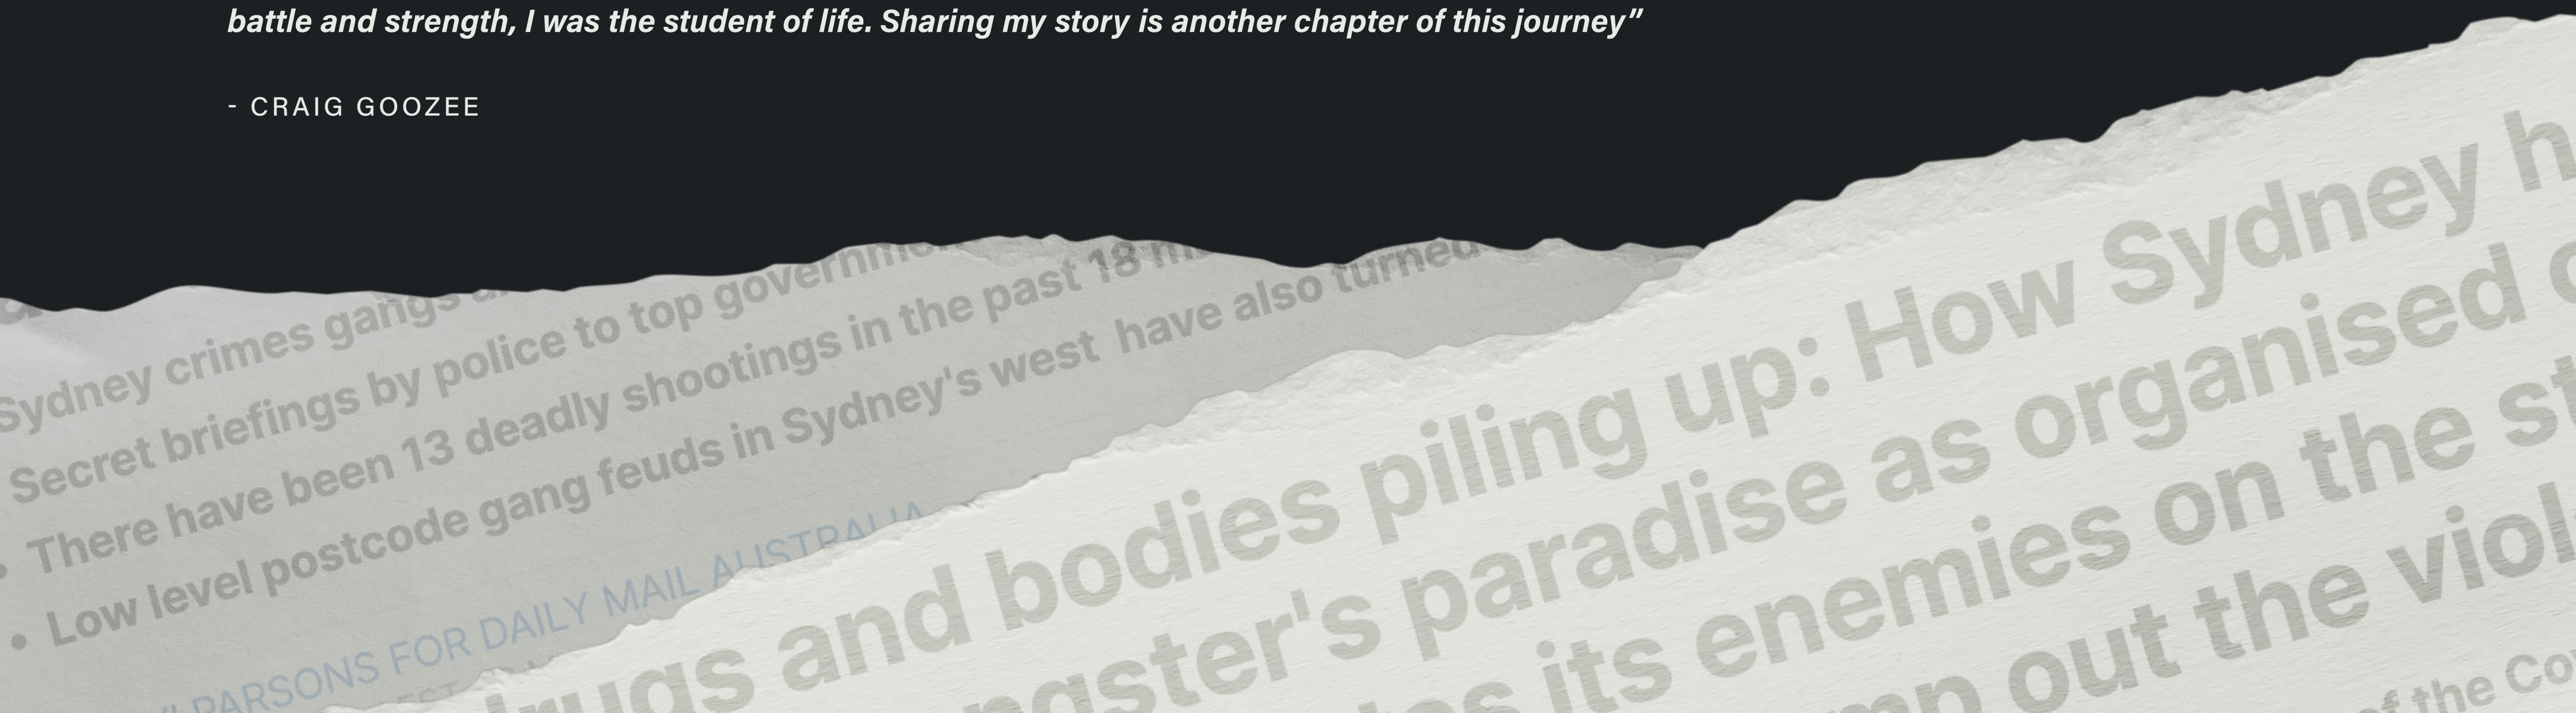 battle and strength, I was the student of life. Sharing my story is another chapter of this journey”
- CRAIG GOOZEE
Sydney crimes gangs
Secret briefings by police to top
There have been 13 deadly shootings in the past 18
• Low level postcode gang feuds in Sydney's west have also turned
PARSONS FOR DAILY MAIL AUSTRALIA
and bodies piling up: How Sydney
paradise as organised
its enemies on the
out the
of the